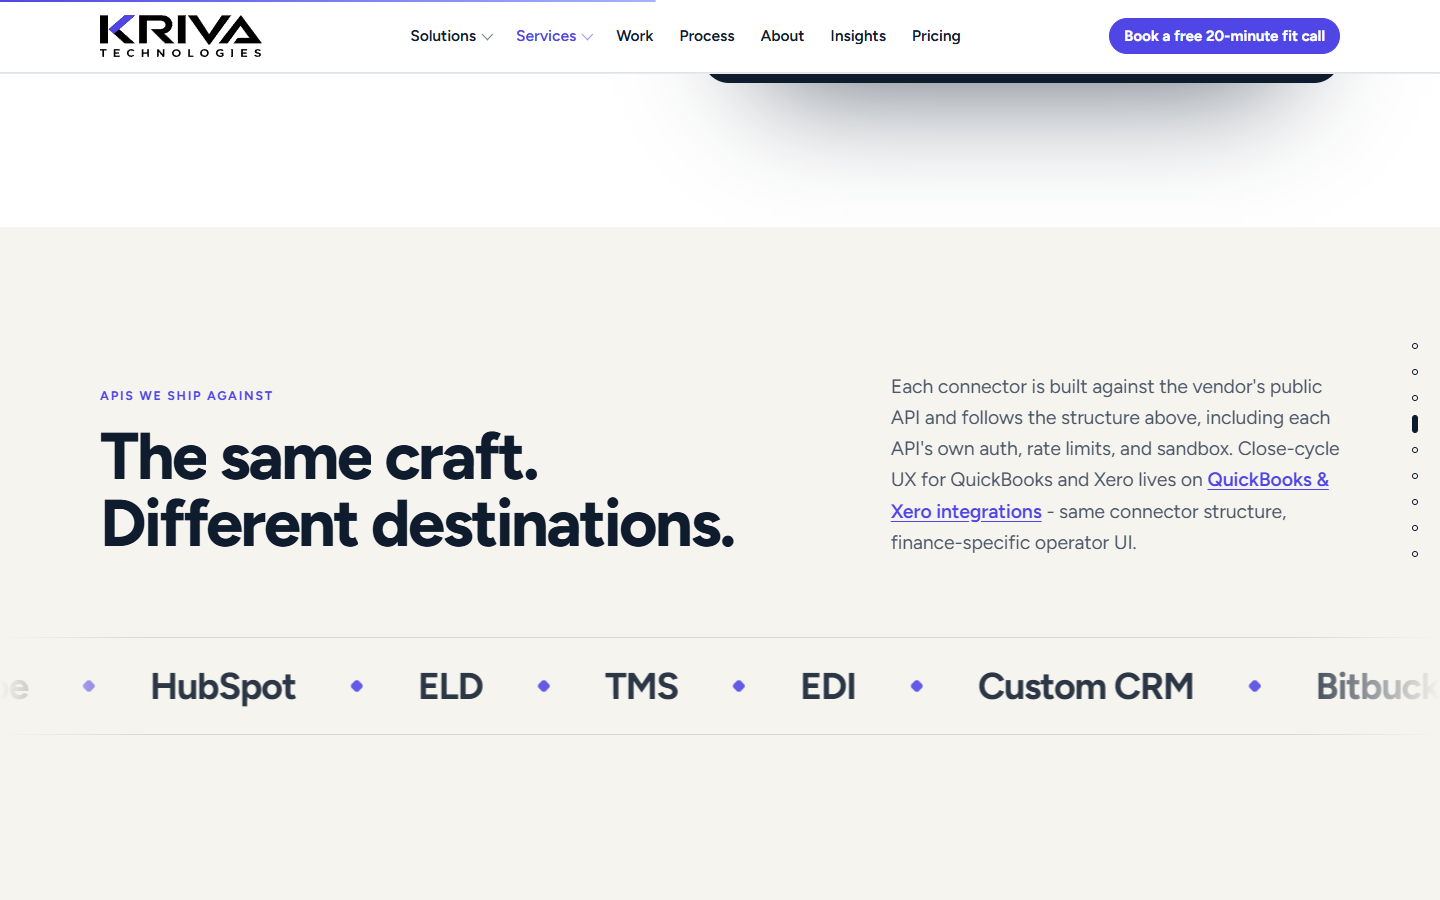 KRIVA
TECHNOLOGIES
Solutions
Services
Work
Process
About
Insights
Pricing
Book a free 20-minute fit call
APIS WE SHIP AGAINST
The same craft.
Different destinations.
Each connector is built against the vendor's public
API and follows the structure above, including each
API's own auth, rate limits, and sandbox. Close-cycle
UX for QuickBooks and Xero lives on QuickBooks &
Xero integrations - same connector structure,
finance-specific operator UI.
HubSpot
ELD
TMS
EDI
Custom CRM